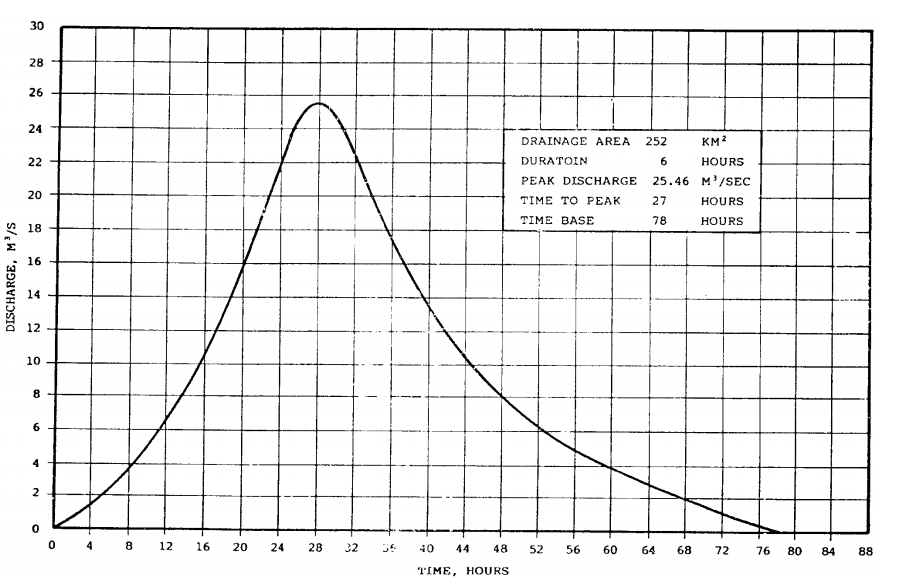 30
28
26
24
22
20
18
16
14
12
10
8
6
4
2
0
DISCHARGE, M³/S
DRAINAGE AREA 252 KM²
DURATOIN 6 HOURS
PEAK DISCHARGE 25.46 M³/SEC
TIME TO PEAK 27 HOURS
TIME BASE 78 HOURS
0 4 8 12 16 20 24 28 32 40 44 48 52 56 60 64 68 72 76 80 84 88
TIME, HOURS